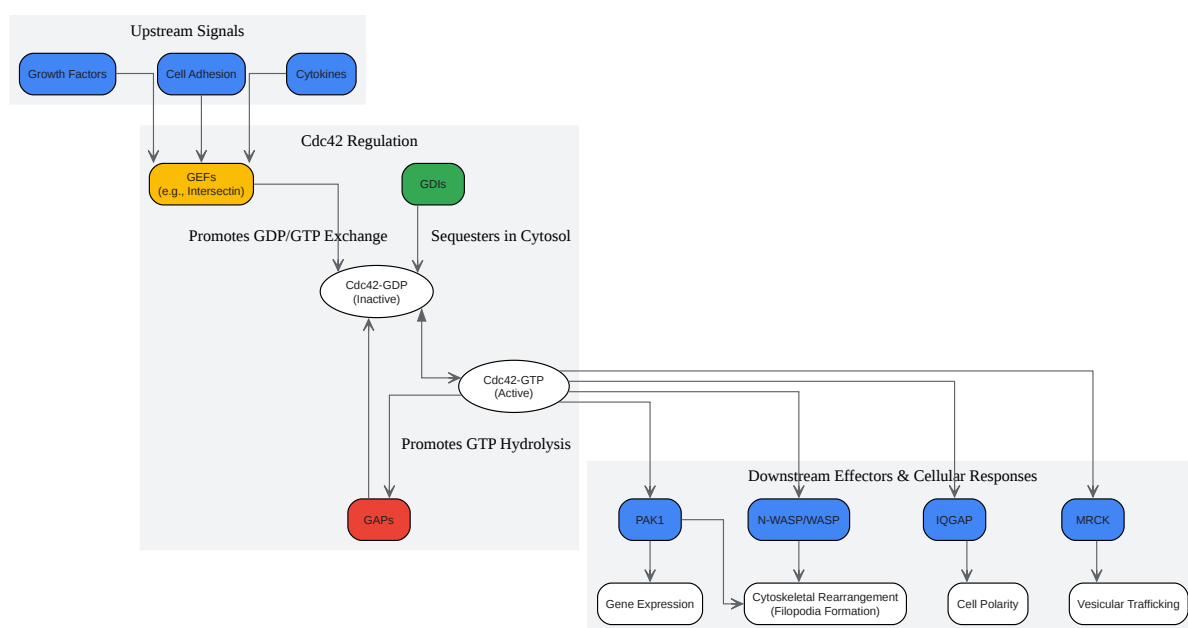 Upstream Signals
Growth Factors
Cell Adhesion
Cytokines
Cdc42 Regulation
GEFs
(e.g., Intersectin)
GDIs
Promotes GDP/GTP Exchange
Sequesters in Cytosol
Cdc42-GDP
(Inactive)
Cdc42-GTP
(Active)
Promotes GTP Hydrolysis
GAPs
Downstream Effectors & Cellular Responses
PAK1
N-WASP/WASP
IQGAP
MRCK
Gene Expression
Cytoskeletal Rearrangement
(Filopodia Formation)
Cell Polarity
Vesicular Trafficking